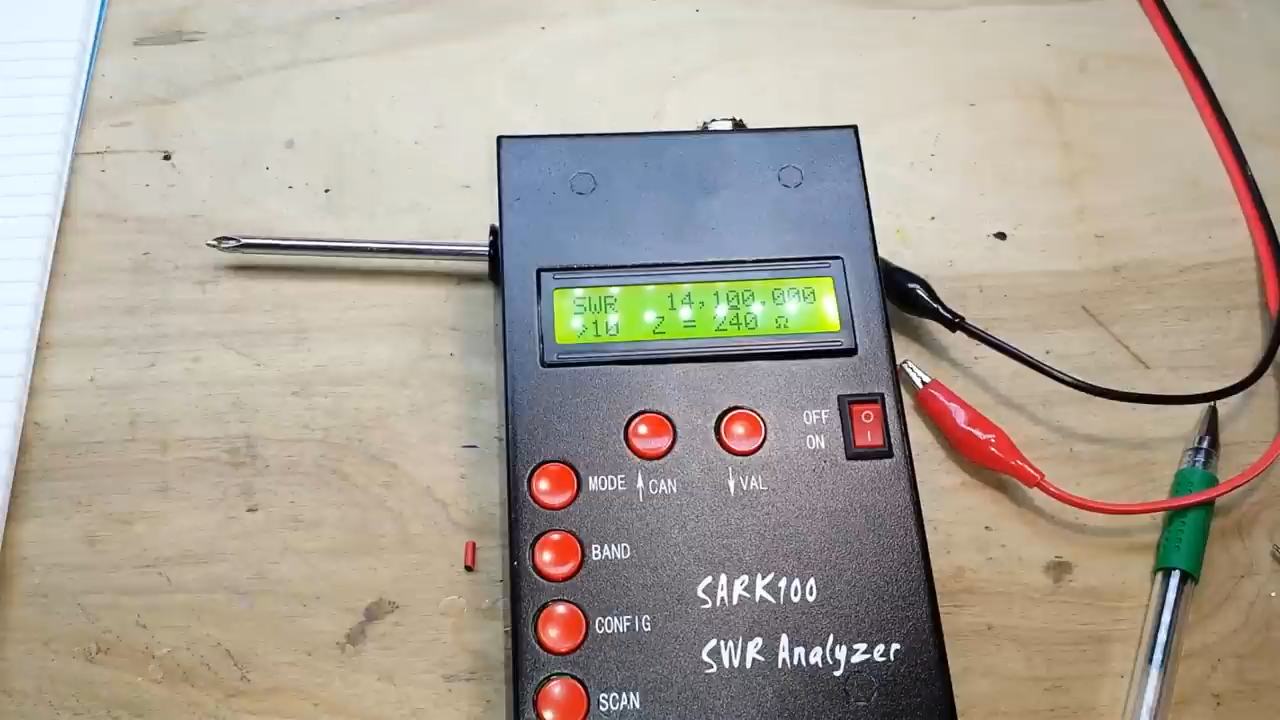 SWR 14,100,000
>10 Z = 240 Ω
OFF
ON
MODE ↑CAN ↓VAL
BAND
CONFIG
SCAN
SARK100
SWR Analyzer